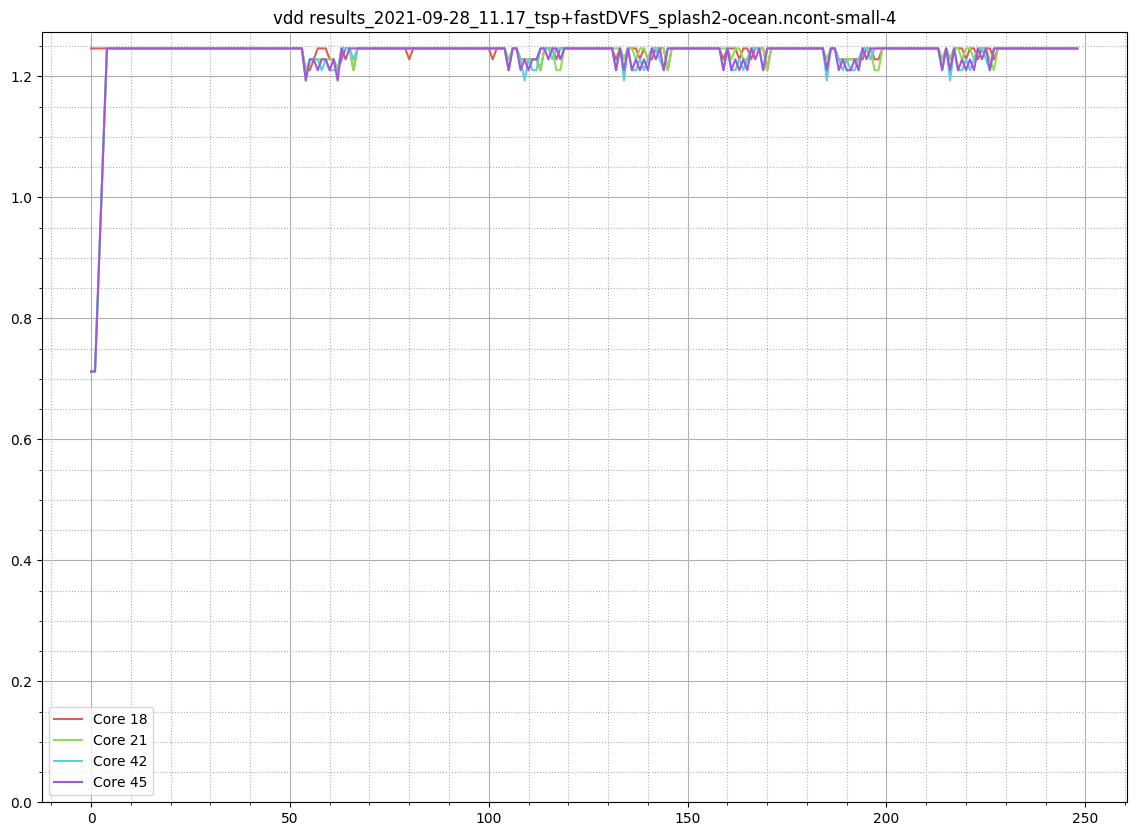 vdd results_2021-09-28_11.17_tsp+fastDVFS_splash2-ocean.ncont-small-4
1.2
1.0
0.8
0.6
0.4
0.2
0.0
Core 18
Core 21
Core 42
Core 45
0 50 100 150 200 250